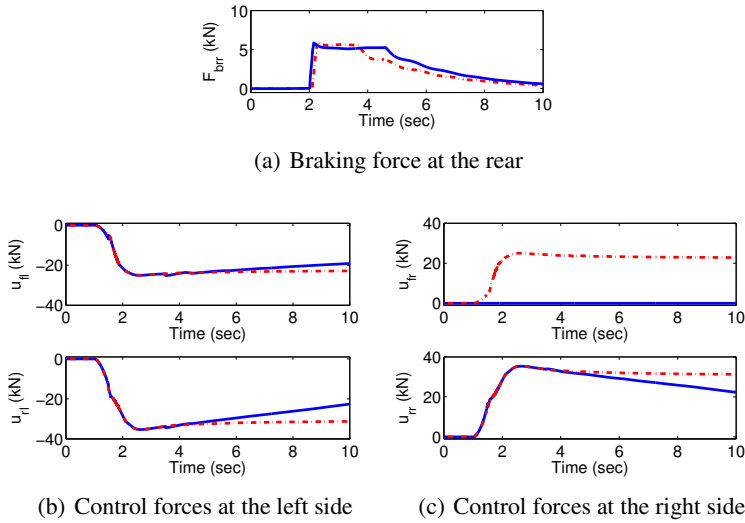 10
5
0
F_brr (kN)
0 2 4 6 8 10
Time (sec)
(a) Braking force at the rear
0
−20
−40
u_fl (kN)
0 2 4 6 8 10
Time (sec)
40
20
0
u_fr (kN)
0 2 4 6 8 10
Time (sec)
0
−20
−40
u_rl (kN)
0 2 4 6 8 10
Time (sec)
40
20
0
u_rr (kN)
0 2 4 6 8 10
Time (sec)
(b) Control forces at the left side
(c) Control forces at the right side